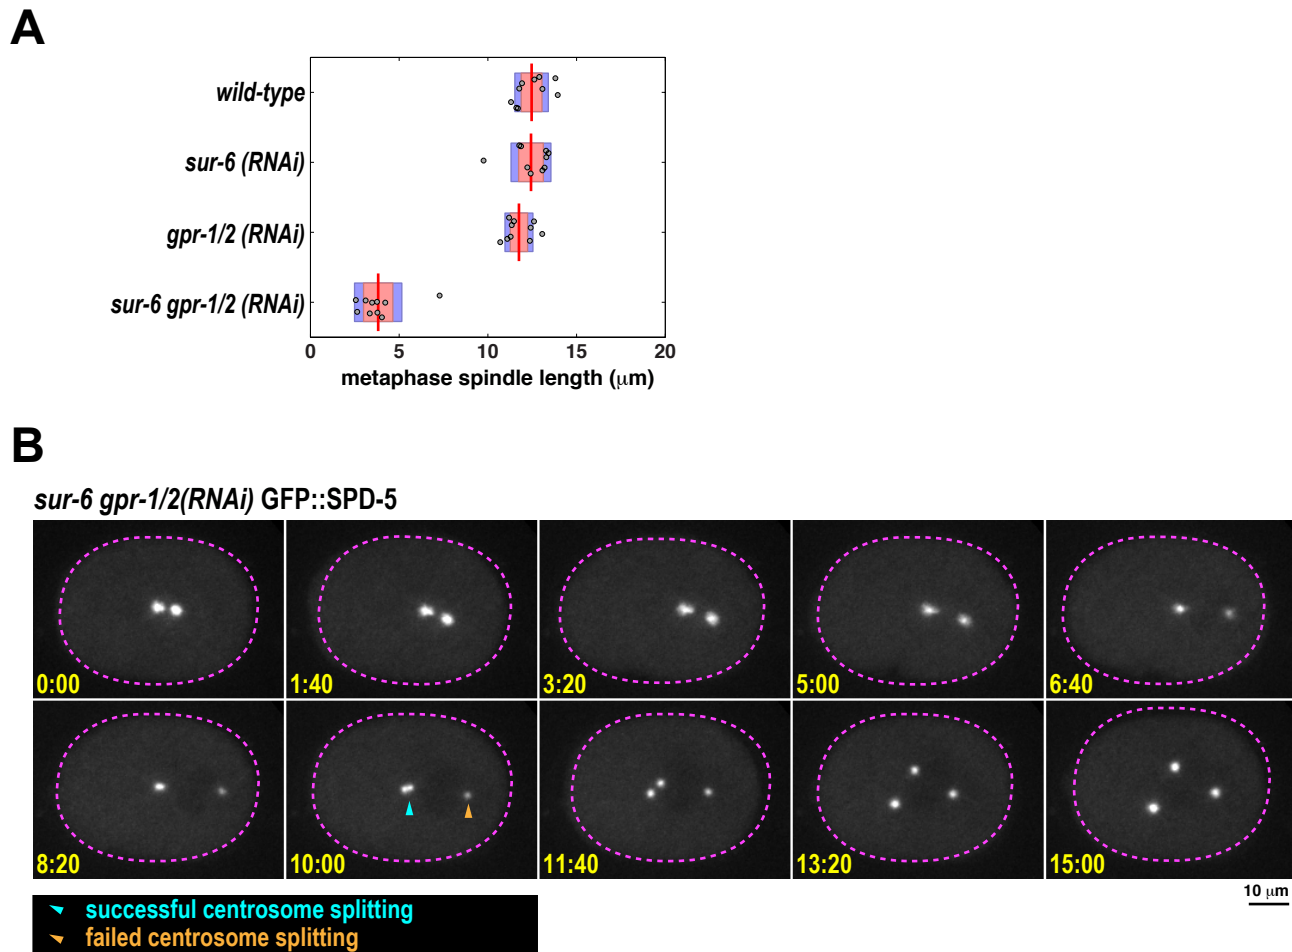 A
wild-type
sur-6 (RNAi)
gpr-1/2 (RNAi)
sur-6 gpr-1/2 (RNAi)
0 5 10 15 20
metaphase spindle length (μm)
B
sur-6 gpr-1/2(RNAi) GFP::SPD-5
0:00 1:40 3:20 5:00 6:40
8:20 10:00 11:40 13:20 15:00
10 μm
successful centrosome splitting
failed centrosome splitting